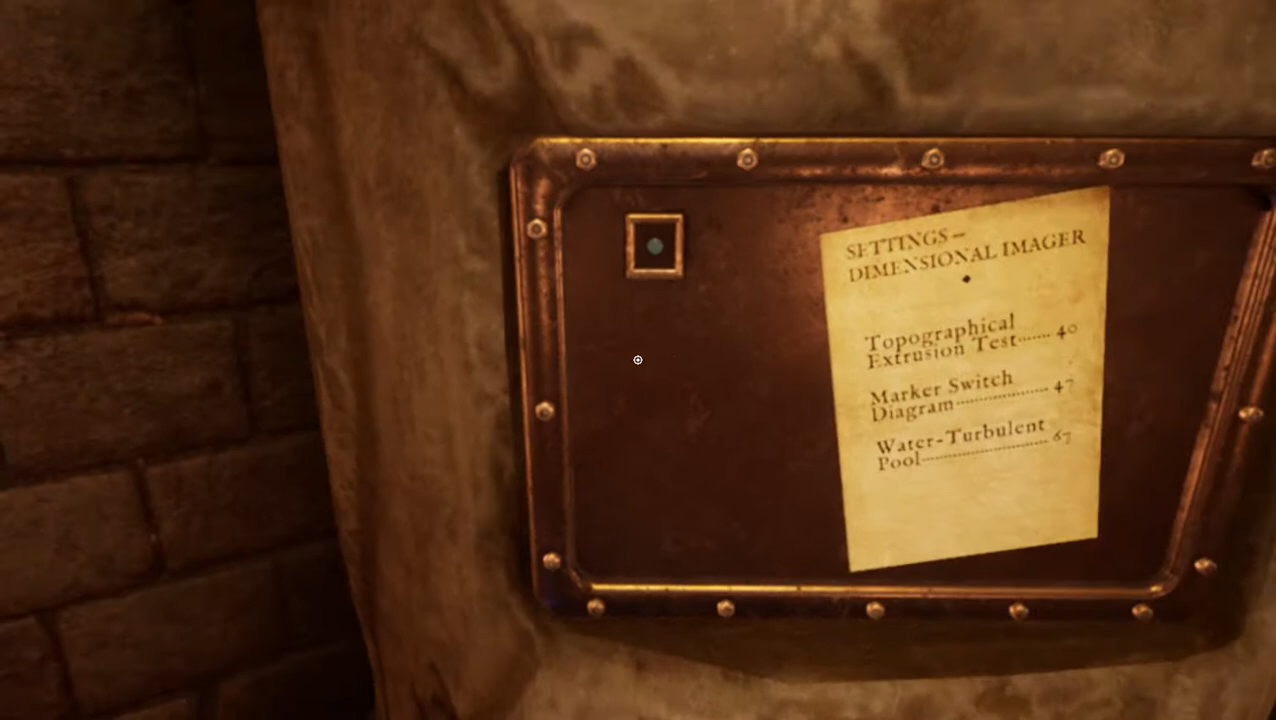 SETTINGS –
DIMENSIONAL IMAGER
Topographical
Extrusion Test....... 40
Marker Switch
Diagram.................... 47
Water-Turbulent
Pool........................... 67